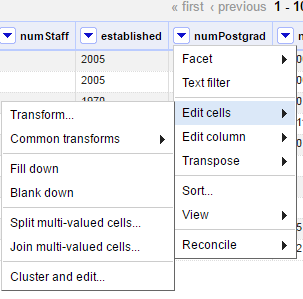 « first ‹ previous 1 - 10
numStaff established numPostgrad
2005
2005
1970
Facet
Text filter
Edit cells
Edit column
Transpose
Sort...
View
Reconcile
Transform...
Common transforms
Fill down
Blank down
Split multi-valued cells...
Join multi-valued cells...
Cluster and edit...